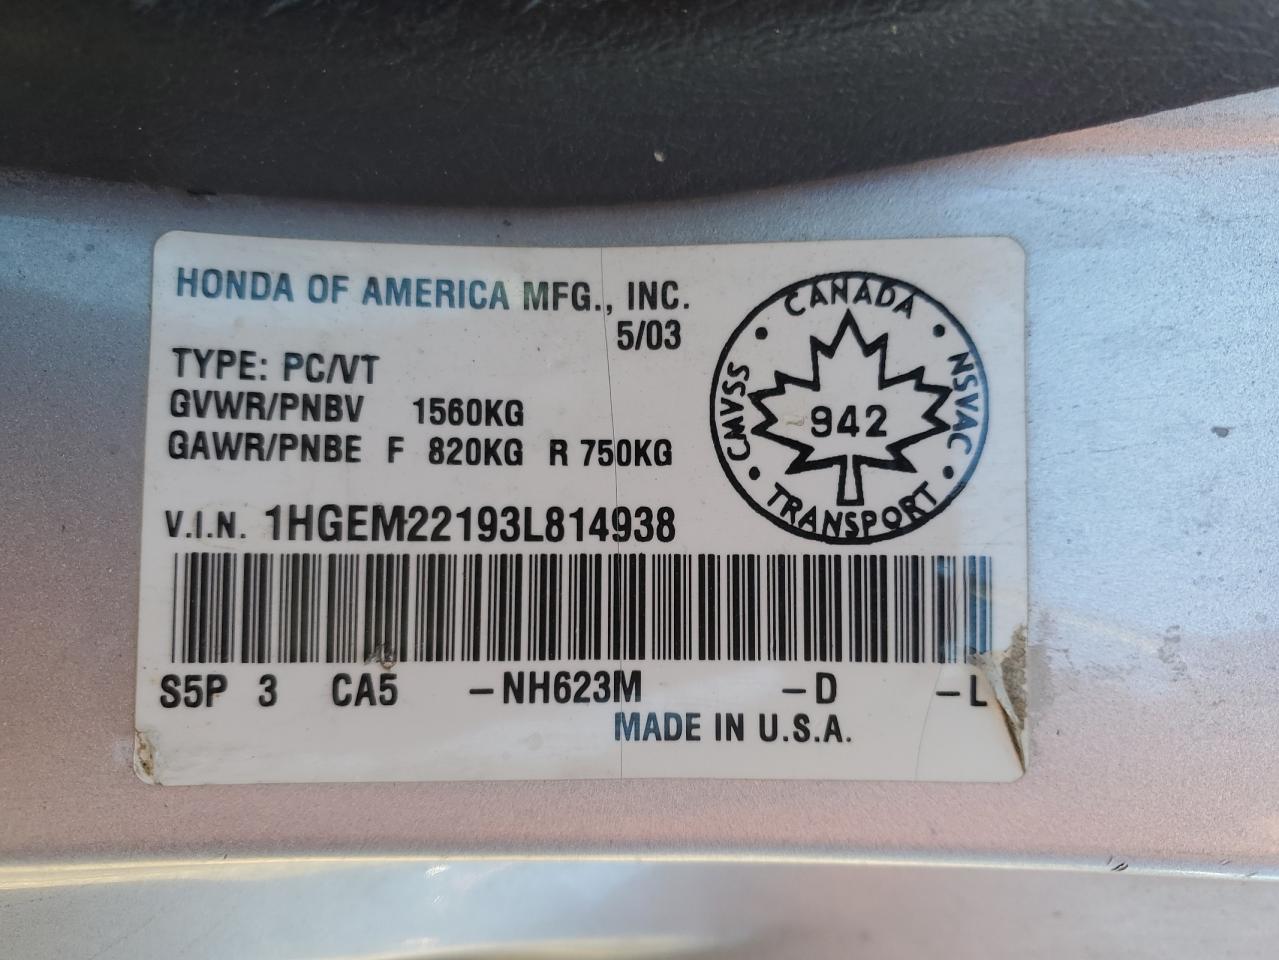 HONDA OF AMERICA MFG., INC.
5/03
TYPE: PC/VT
GVWR/PNBV 1560KG
GAWR/PNBE F 820KG R 750KG
V.I.N. 1HGEM22193L814938
CANADA
CMVSS
NSVAC
942
TRANSPORT
S5P 3 CA5 -NH623M -D -L
MADE IN U.S.A.